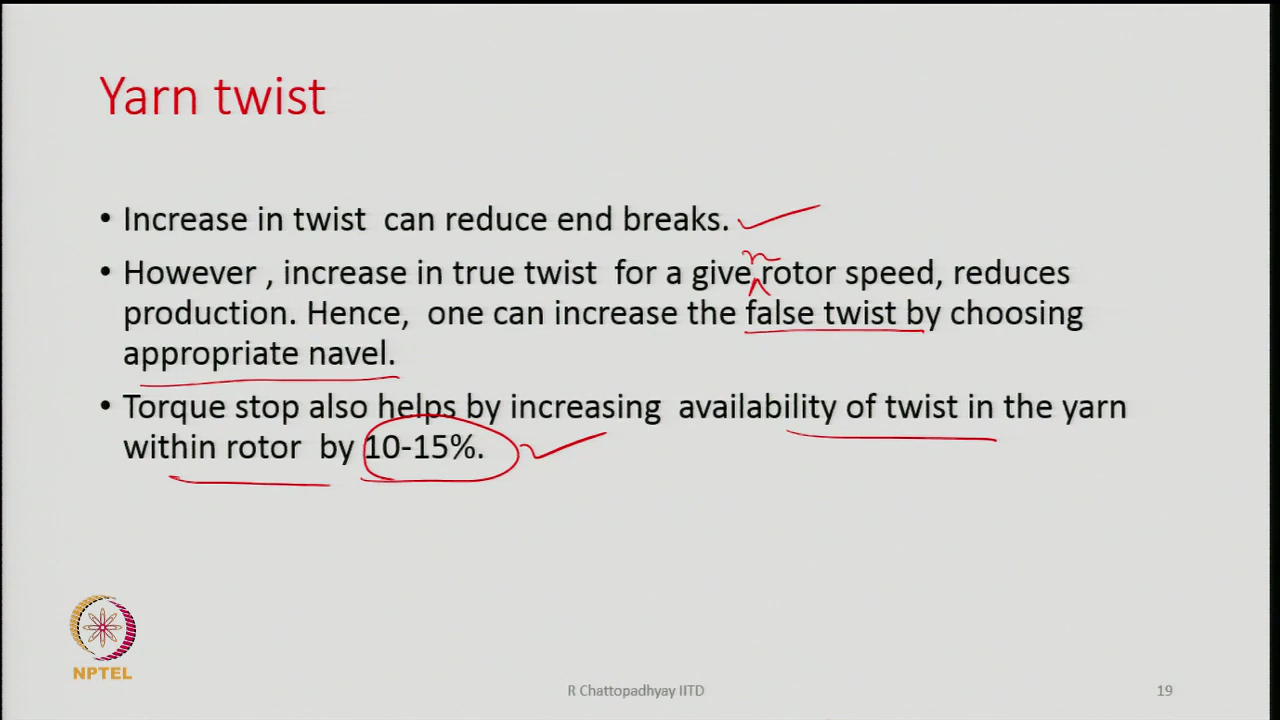 Yarn twist
• Increase in twist can reduce end breaks.
• However , increase in true twist for a given rotor speed, reduces
production. Hence, one can increase the false twist by choosing
appropriate navel.
• Torque stop also helps by increasing availability of twist in the yarn
within rotor by 10-15%.
NPTEL
R Chattopadhyay IITD
19